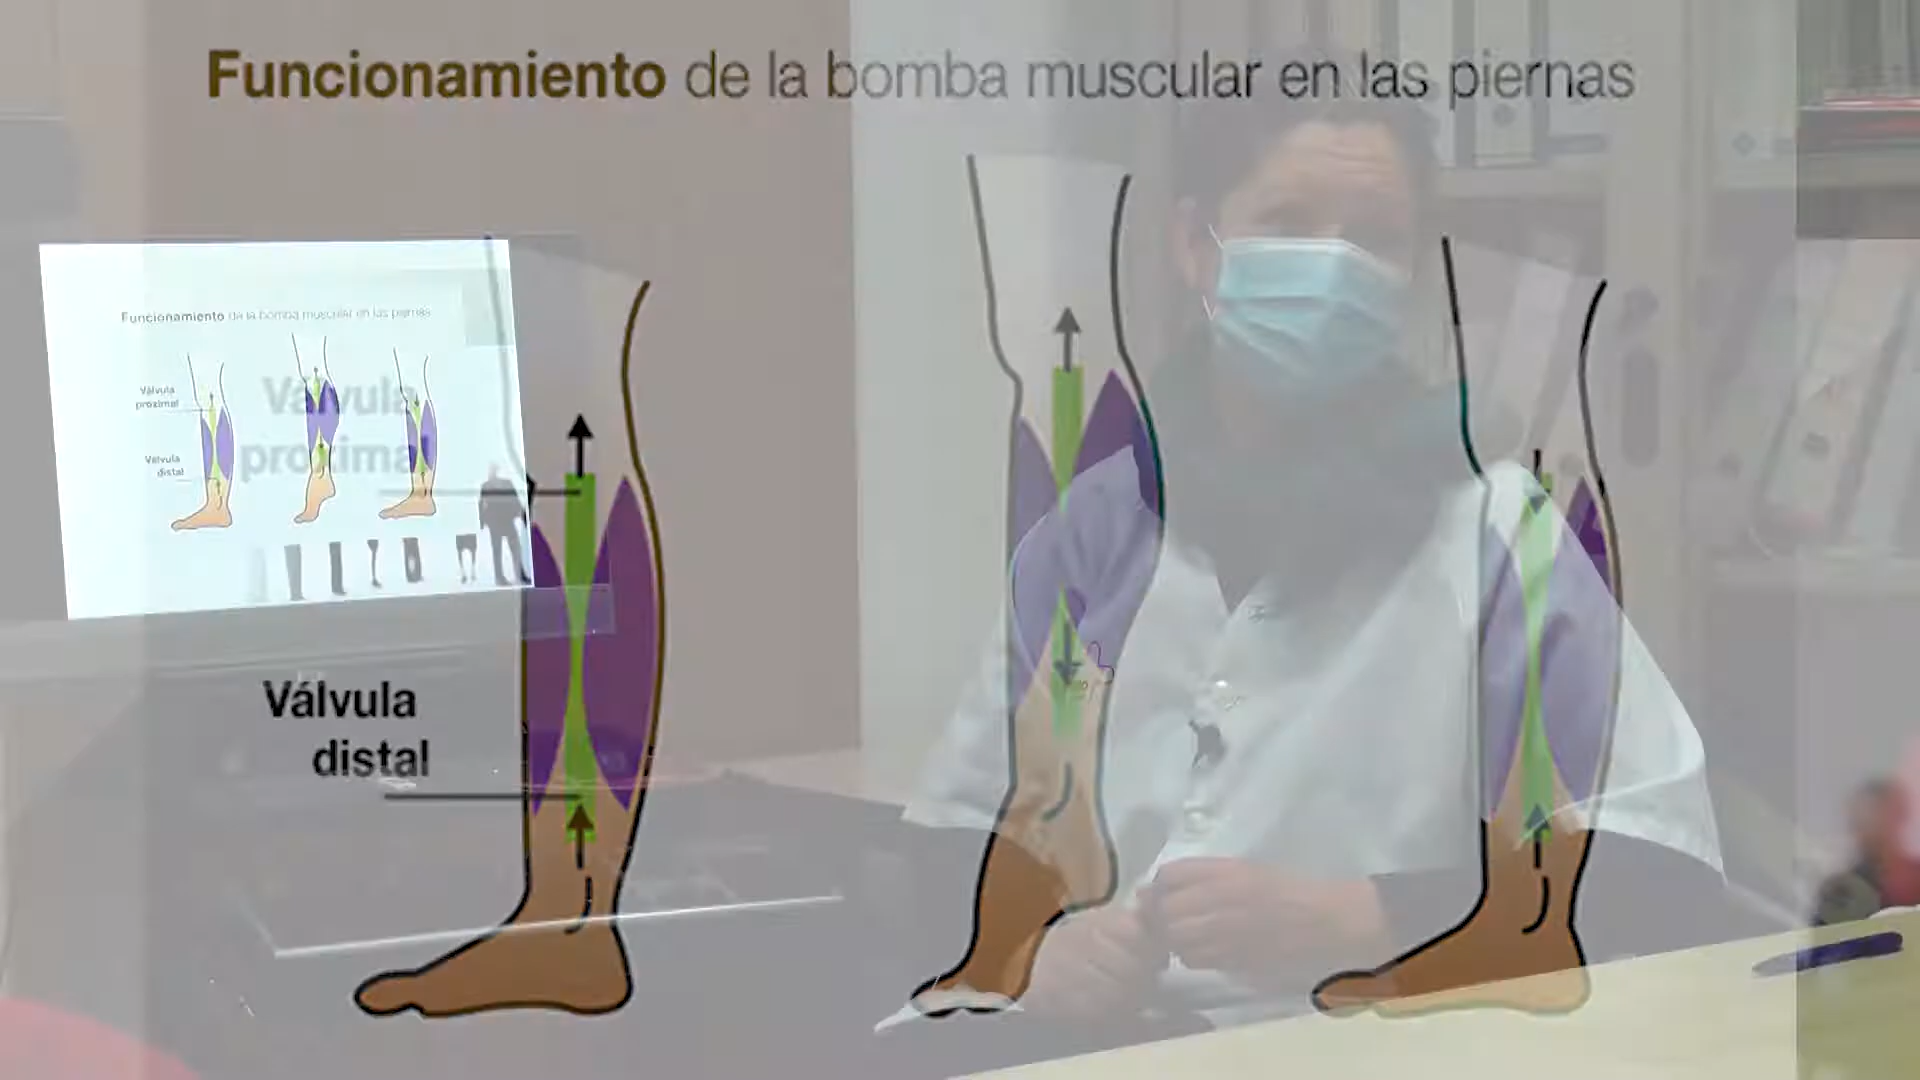 Funcionamiento de la bomba muscular en las piernas
Funcionamiento de la bomba muscular en las piernas
Válvula
proximal
Válvula
distal
Válvula
proximal
Válvula
distal